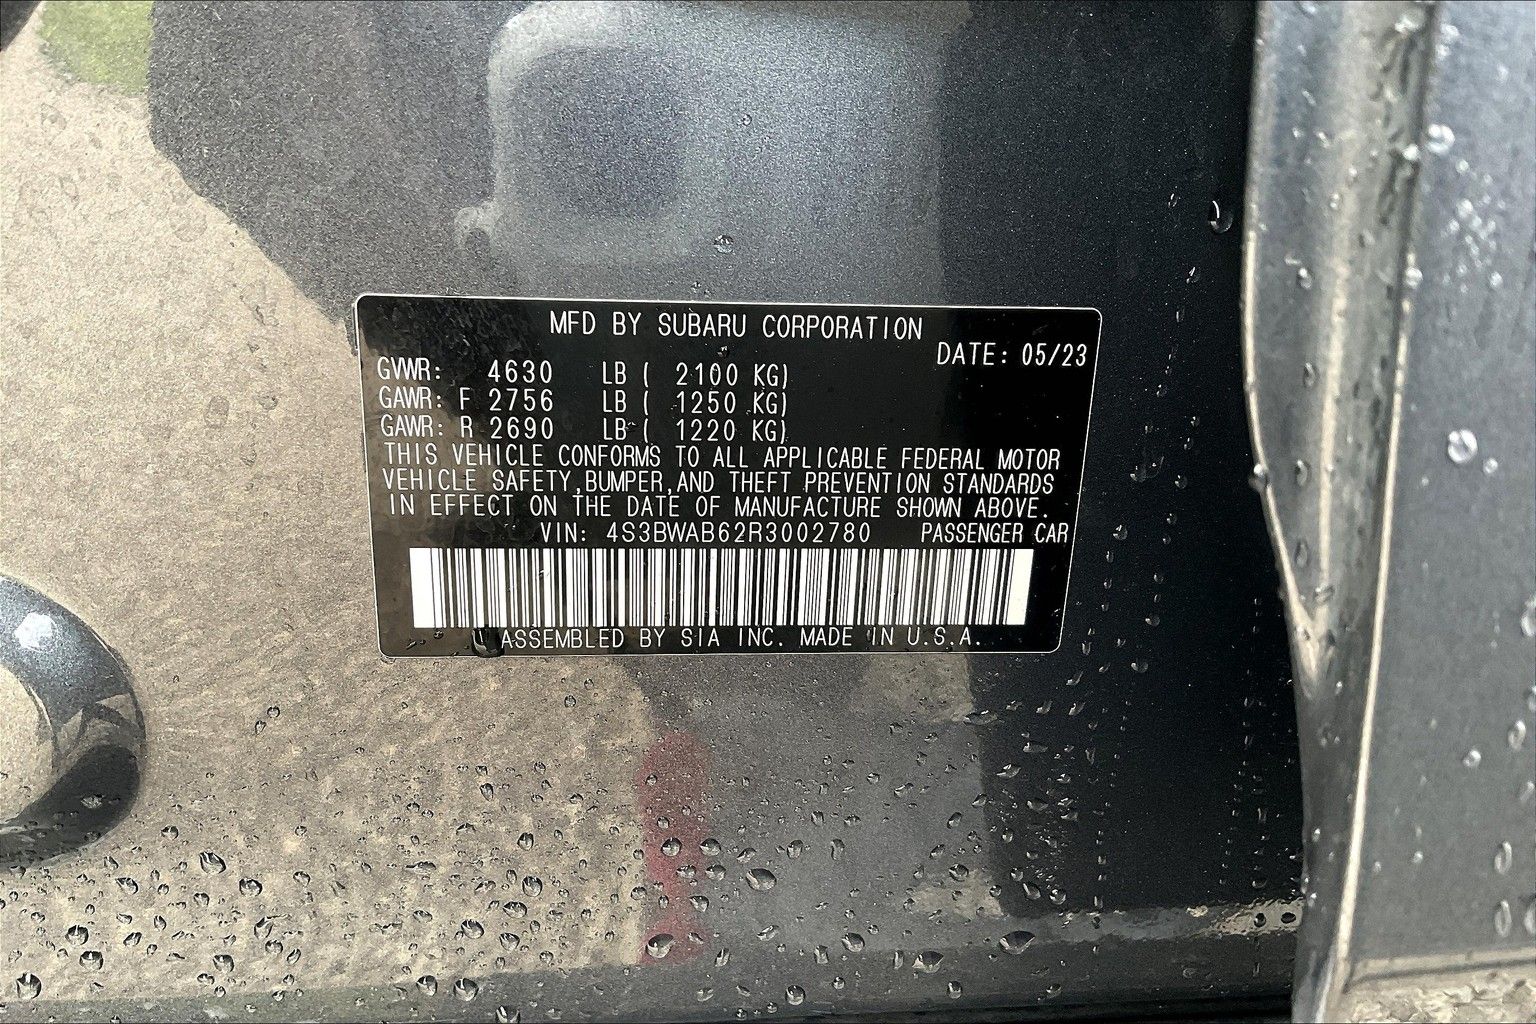 MFD BY SUBARU CORPORATION
DATE: 05/23
GVWR: 4630 LB ( 2100 KG)
GAWR: F 2756 LB ( 1250 KG)
GAWR: R 2690 LB ( 1220 KG)
THIS VEHICLE CONFORMS TO ALL APPLICABLE FEDERAL MOTOR
VEHICLE SAFETY,BUMPER,AND THEFT PREVENTION STANDARDS
IN EFFECT ON THE DATE OF MANUFACTURE SHOWN ABOVE.
VIN: 4S3BWAB62R3002780 PASSENGER CAR
ASSEMBLED BY SIA INC. MADE IN U.S.A.